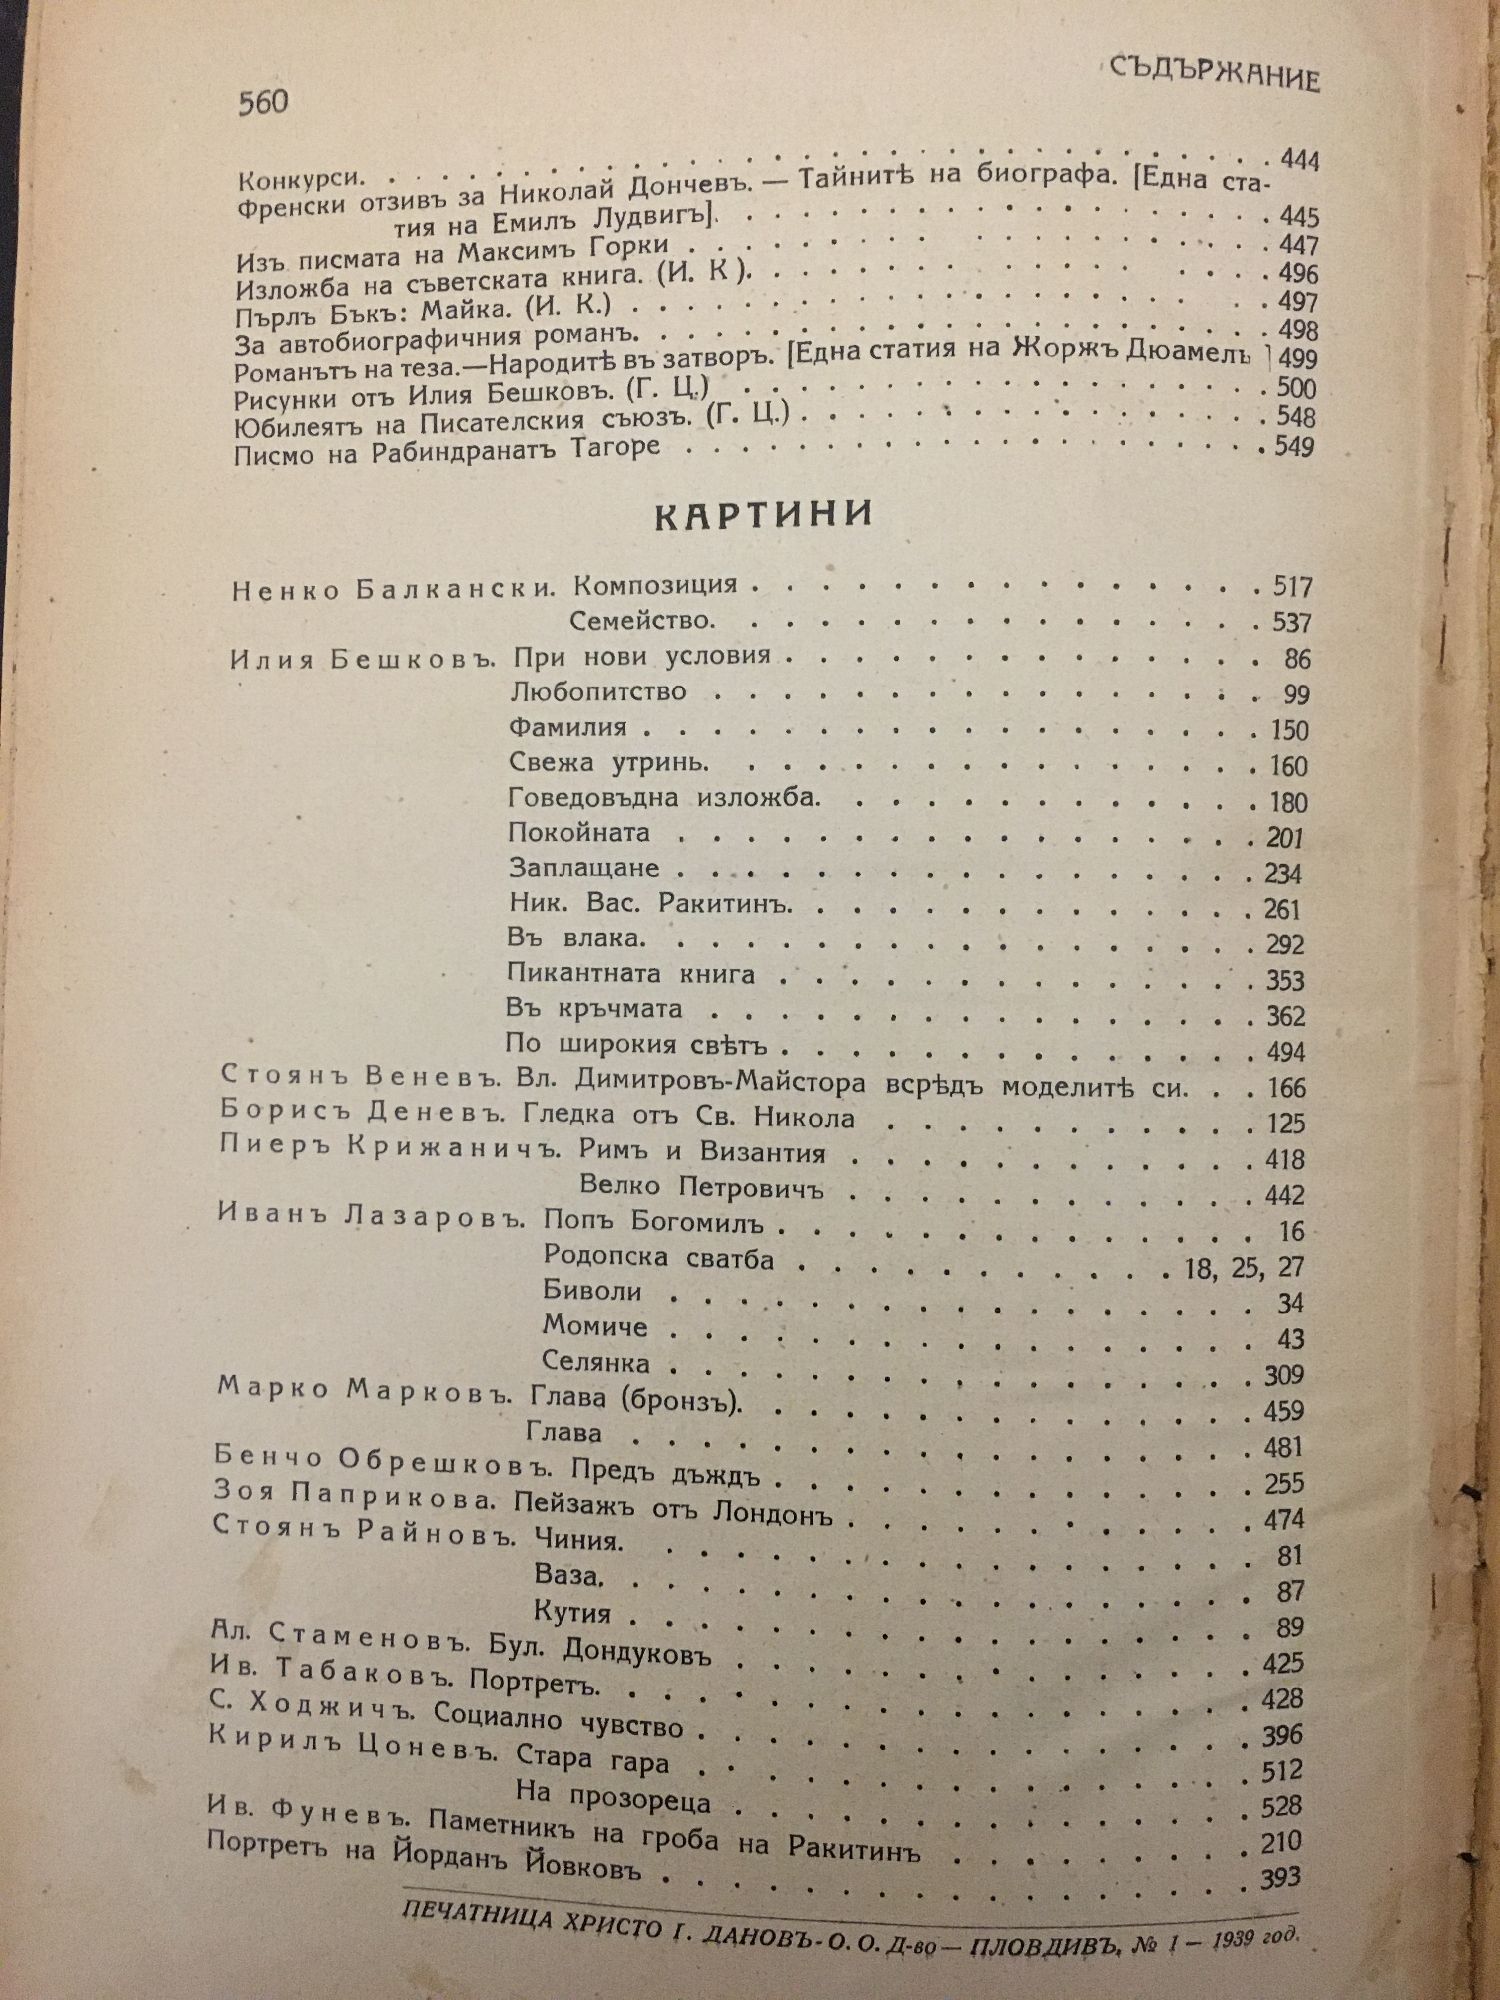 560
СЪДЪРЖАНИЕ
Конкурси. . . . . . . . . . . . . . . . . . . . 444
Френски отзивъ за Николай Дончевъ. — Тайнитѣ на биографа. [Една ста-
тия на Емилъ Лудвигъ]. . . . . . . . . . . . . . . 445
Изъ писмата на Максимъ Горки . . . . . . . . . . . . . . . 447
Изложба на съветската книга. (И. К ). . . . . . . . . . . . . 496
Пърлъ Бъкъ: Майка. (И. К.) . . . . . . . . . . . . . . . 497
За автобиографичния романъ. . . . . . . . . . . . . . . . 498
Романътъ на теза.—Народитѣ въ затворъ. [Една статия на Жоржъ Дюамель ] 499
Рисунки отъ Илия Бешковъ. (Г. Ц.) . . . . . . . . . . . . . 500
Юбилеятъ на Писателския съюзъ. (Г. Ц.) . . . . . . . . . . . 548
Писмо на Рабиндранатъ Тагоре . . . . . . . . . . . . . . . 549
КАРТИНИ
Ненко Балкански. Композиция . . . . . . . . . . . . . . . 517
Семейство. . . . . . . . . . . . . . . . 537
Илия Бешковъ. При нови условия . . . . . . . . . . . . . . 86
Любопитство . . . . . . . . . . . . . . . . 99
Фамилия . . . . . . . . . . . . . . . . . . 150
Свежа утринь. . . . . . . . . . . . . . . . 160
Говедовъдна изложба. . . . . . . . . . . . . 180
Покойната . . . . . . . . . . . . . . . . . 201
Заплащане . . . . . . . . . . . . . . . . . 234
Ник. Вас. Ракитинъ. . . . . . . . . . . . . . 261
Въ влака. . . . . . . . . . . . . . . . . . 292
Пикантната книга . . . . . . . . . . . . . . 353
Въ кръчмата . . . . . . . . . . . . . . . . 362
По широкия свѣтъ . . . . . . . . . . . . . . 494
Стоянъ Веневъ. Вл. Димитровъ-Майстора всрѣдъ моделитѣ си. . . 166
Борисъ Деневъ. Гледка отъ Св. Никола . . . . . . . . . . . 125
Пиеръ Крижаничъ. Римъ и Византия . . . . . . . . . . . . 418
Велко Петровичъ . . . . . . . . . . . . 442
Иванъ Лазаровъ. Попъ Богомилъ . . . . . . . . . . . . . . 16
Родопска сватба . . . . . . . . . . . 18, 25, 27
Биволи . . . . . . . . . . . . . . . . . 34
Момиче . . . . . . . . . . . . . . . . . 43
Селянка . . . . . . . . . . . . . . . . . 309
Марко Марковъ. Глава (бронзъ). . . . . . . . . . . . . . . 459
Глава . . . . . . . . . . . . . . . . . . 481
Бенчо Обрешковъ. Предъ дъждъ . . . . . . . . . . . . . . 255
Зоя Паприкова. Пейзажъ отъ Лондонъ . . . . . . . . . . . . 474
Стоянъ Райновъ. Чиния. . . . . . . . . . . . . . . . . . 81
Ваза. . . . . . . . . . . . . . . . . . . 87
Кутия . . . . . . . . . . . . . . . . . . 89
Ал. Стаменовъ. Бул. Дондуковъ . . . . . . . . . . . . . . . 425
Ив. Табаковъ. Портретъ. . . . . . . . . . . . . . . . . . . 428
С. Ходжичъ. Социално чувство . . . . . . . . . . . . . . . . 396
Кирилъ Цоневъ. Стара гара . . . . . . . . . . . . . . . . 512
На прозореца . . . . . . . . . . . . . . . 528
Ив. Фуневъ. Паметникъ на гроба на Ракитинъ . . . . . . . . . 210
Портретъ на Йорданъ Йовковъ . . . . . . . . . . . . . . . . . 393
ПЕЧАТНИЦА ХРИСТО Г. ДАНОВЪ - О. О. Д-во — ПЛОВДИВЪ, № 1 — 1939 год.